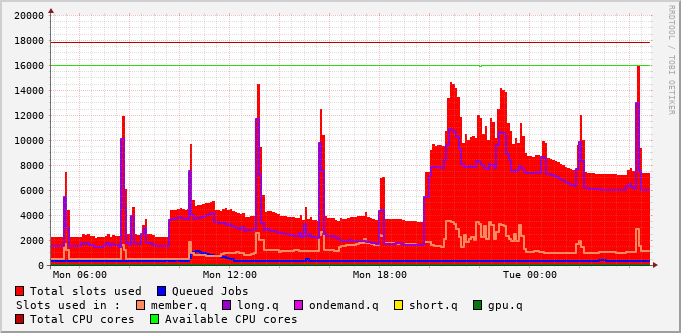 20000
18000
16000
14000
12000
10000
8000
6000
4000
2000
0
Mon 06:00 Mon 12:00 Mon 18:00 Tue 00:00
RRDTOOL / TOBI OETIKER
Total slots used Queued Jobs
Slots used in : member.q long.q ondemand.q short.q gpu.q
Total CPU cores Available CPU cores